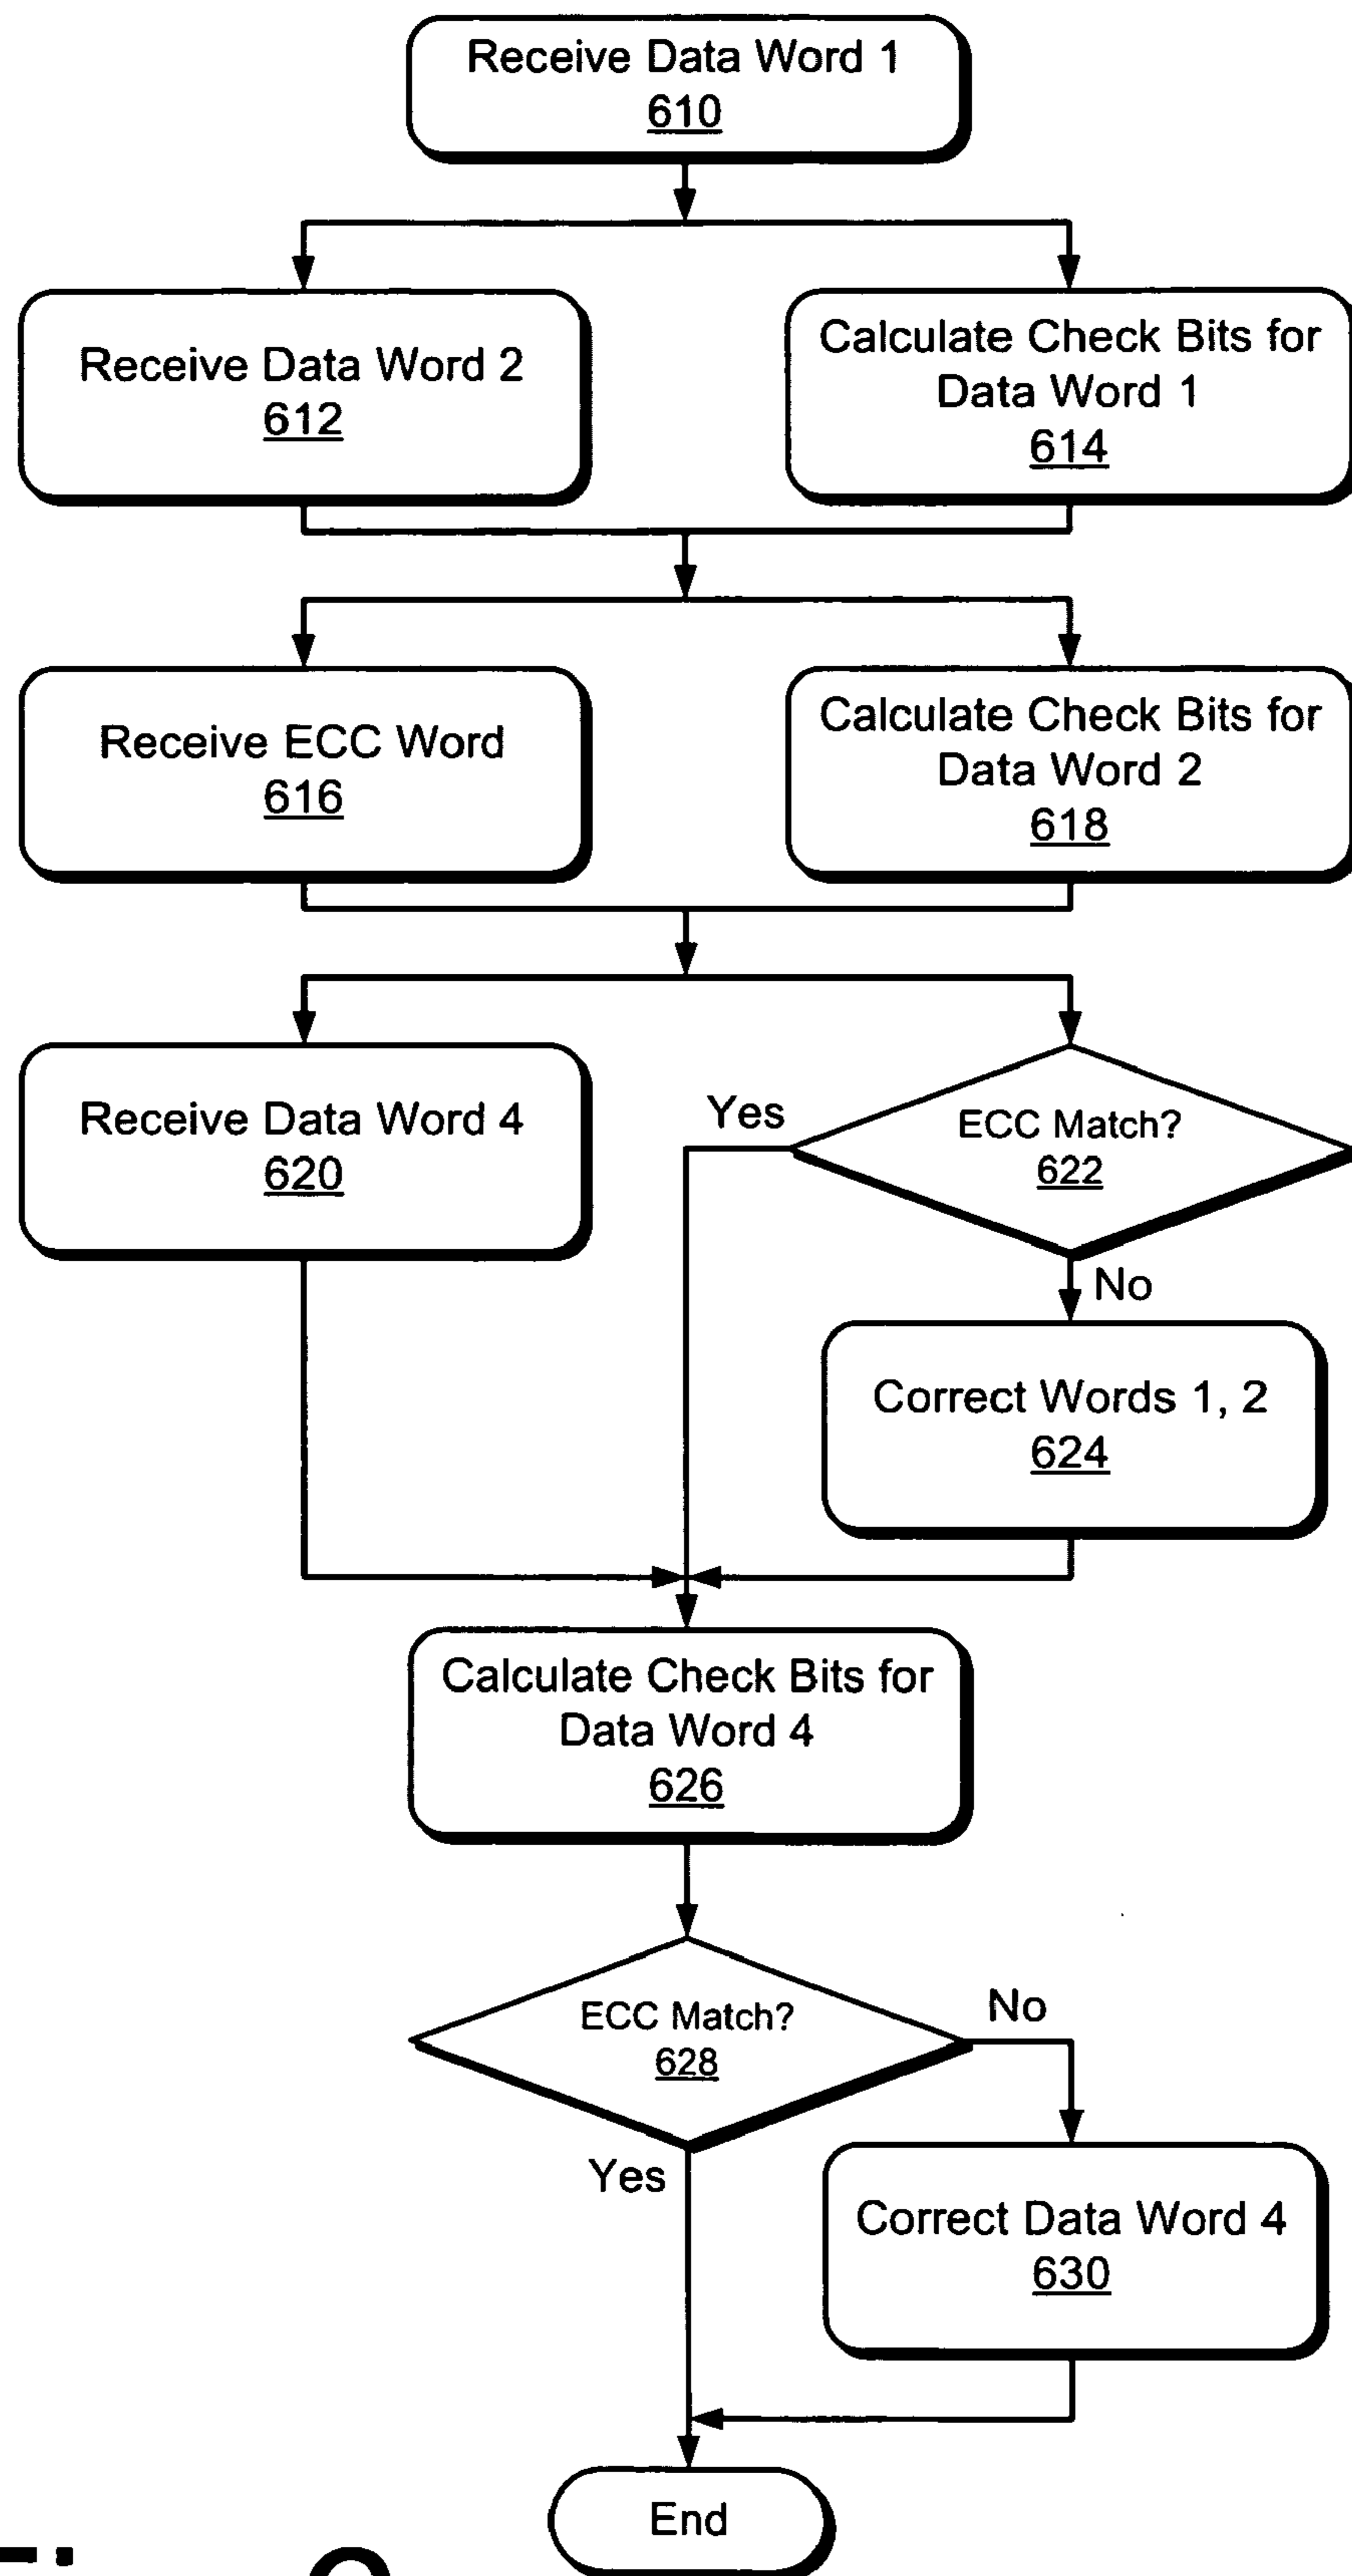 Receive Data Word 1
610
Receive Data Word 2
612
Calculate Check Bits for
Data Word 1
614
Receive ECC Word
616
Calculate Check Bits for
Data Word 2
618
Receive Data Word 4
620
Yes
ECC Match?
622
No
Correct Words 1, 2
624
Calculate Check Bits for
Data Word 4
626
ECC Match?
628
No
Yes
Correct Data Word 4
630
End